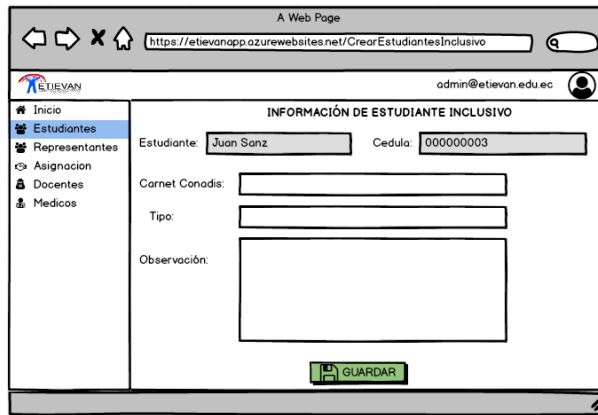 A Web Page
https://etievanapp.azurewebsites.net/CrearEstudiantesInclusivo
ETIEVAN
admin@etievan.edu.ec
Inicio
Estudiantes
Representantes
Asignacion
Docentes
Medicos
INFORMACIÓN DE ESTUDIANTE INCLUSIVO
Estudiante: Juan Sanz Cedula: 000000003
Carnet Conadis:
Tipo:
Observación:
GUARDAR